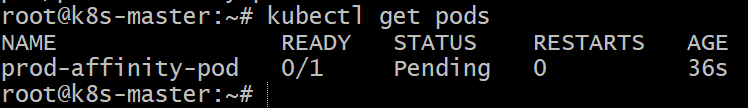 root@k8s-master:~# kubectl get pods
NAME READY STATUS RESTARTS AGE
prod-affinity-pod 0/1 Pending 0 36s
root@k8s-master:~#